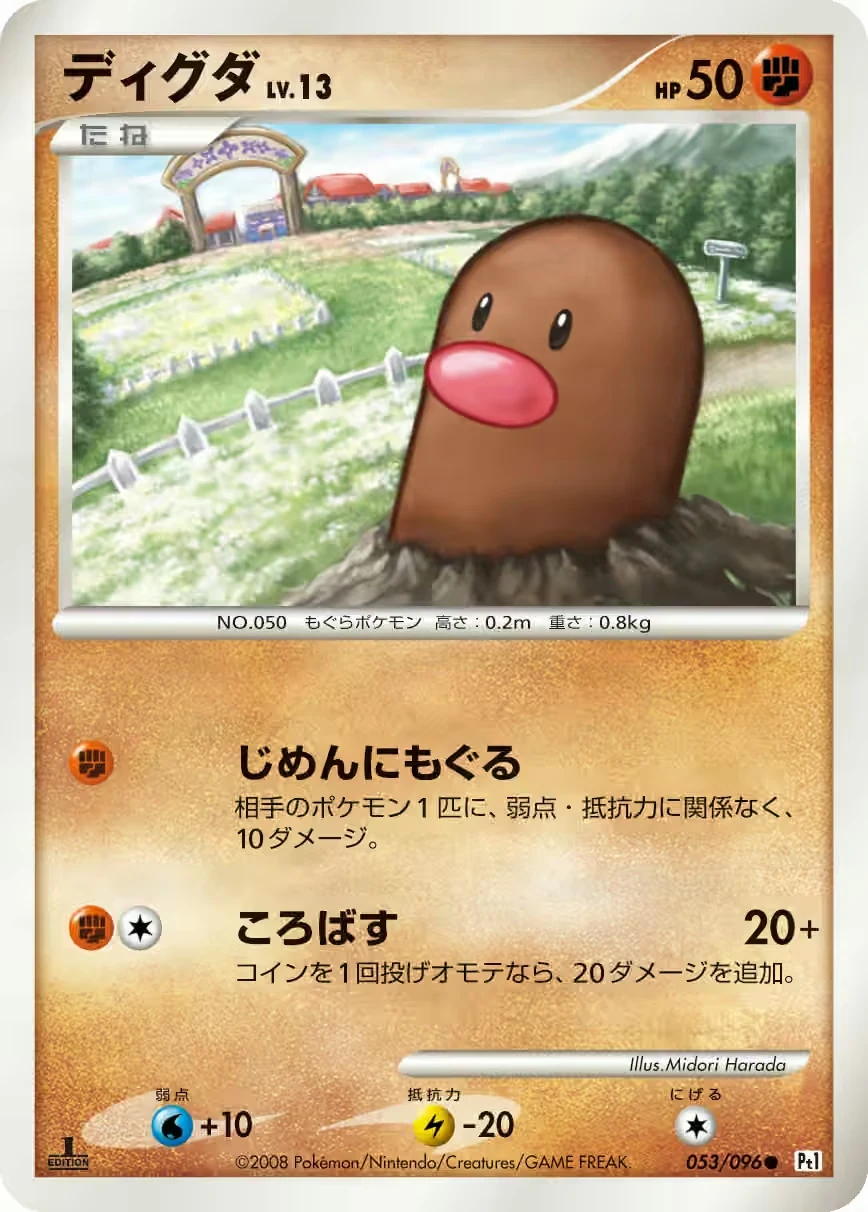 ディグダ LV.13 HP 50
たね
NO.050 もぐらポケモン 高さ:0.2m 重さ:0.8kg
じめんにもぐる
相手のポケモン1匹に、弱点・抵抗力に関係なく、
10ダメージ。
ころばす 20+
コインを1回投げオモテなら、20ダメージを追加。
Illus.Midori Harada
弱点 抵抗力 にげる
+10 -20
1 EDITION
©2008 Pokémon/Nintendo/Creatures/GAME FREAK. 053/096 Pt1